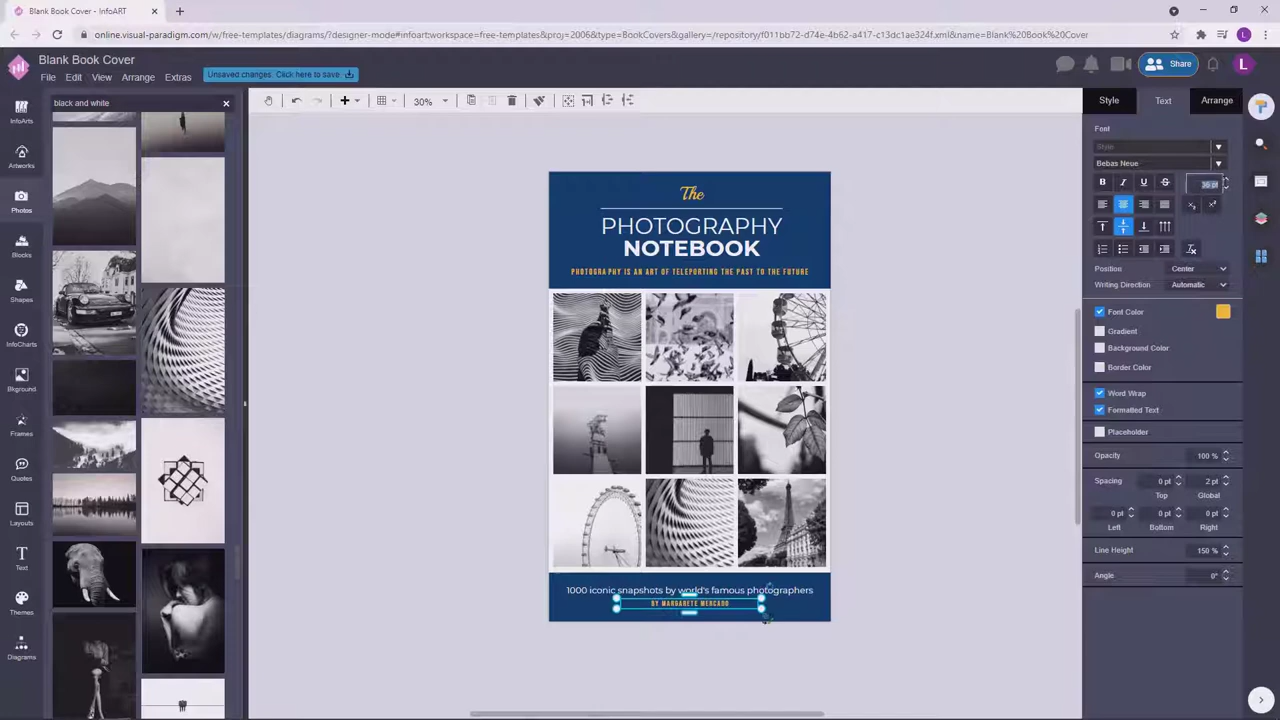 Blank Book Cover - InfoART
online.visual-paradigm.com/w/free-templates/diagrams/?designer-mode#infoart:workspace=free-templates&proj=2006&type=BookCovers&gallery=/repository/f011bb72-d74e-4b62-a417-c13dc1ae324f.xml&name=Blank%20Book%20Cover
Blank Book Cover
File Edit View Arrange Extras
Unsaved changes. Click here to save.
Share
L
L
black and white
30%
InfoArts
Artworks
Photos
Blocks
Shapes
InfoCharts
Bkground
Frames
Quotes
Layouts
Text
Themes
Diagrams
The
PHOTOGRAPHY
NOTEBOOK
PHOTOGRAPHY IS AN ART OF TELEPORTING THE PAST TO THE FUTURE
1000 iconic snapshots by world's famous photographers
BY MARGARETE MERCADO
Style Text Arrange
Font
Style
Bebas Neue
B I U S 36 pt
Position Center
Writing Direction Automatic
Font Color
Gradient
Background Color
Border Color
Word Wrap
Formatted Text
Placeholder
Opacity 100 %
Spacing 0 pt 2 pt
Top Global
0 pt 0 pt 0 pt
Left Bottom Right
Line Height 150 %
Angle 0°